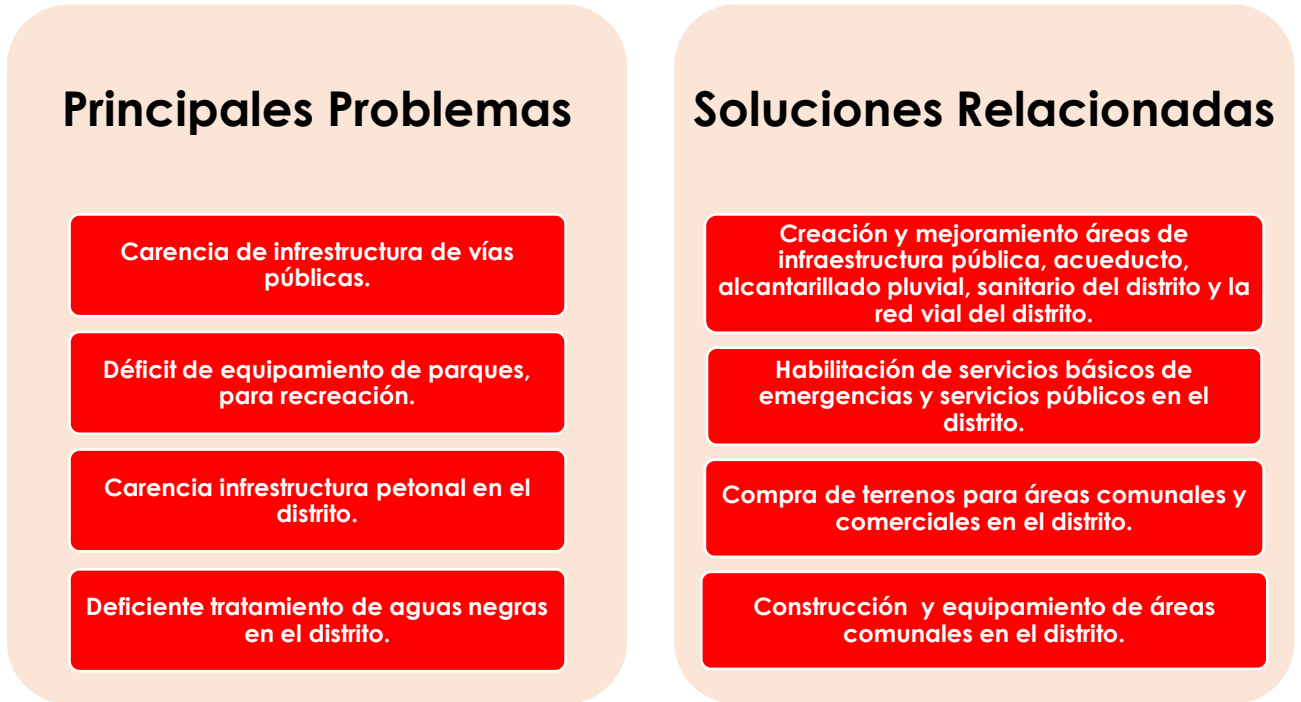 Principales Problemas
Carencia de infrestructura de vías
públicas.
Déficit de equipamiento de parques,
para recreación.
Carencia infrestructura petonal en el
distrito.
Deficiente tratamiento de aguas negras
en el distrito.
Soluciones Relacionadas
Creación y mejoramiento áreas de
infraestructura pública, acueducto,
alcantarillado pluvial, sanitario del distrito y la
red vial del distrito.
Habilitación de servicios básicos de
emergencias y servicios públicos en el
distrito.
Compra de terrenos para áreas comunales y
comerciales en el distrito.
Construcción y equipamiento de áreas
comunales en el distrito.